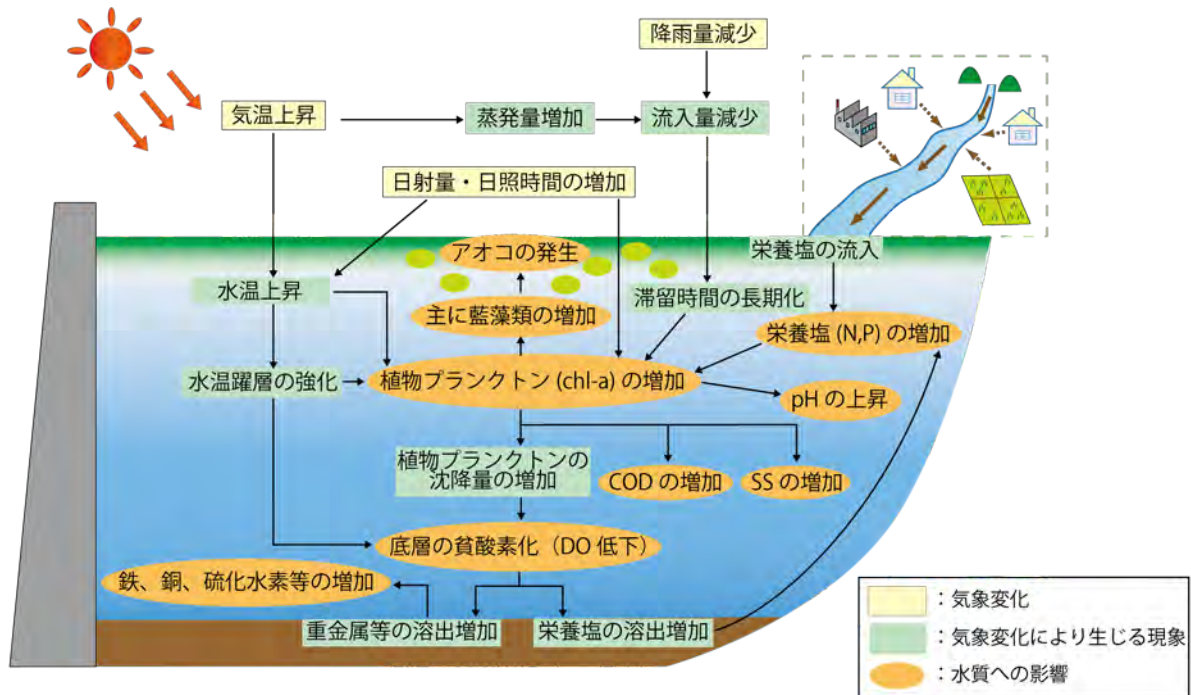 降雨量減少
気温上昇
蒸発量増加
流入量減少
日射量・日照時間の増加
アオコの発生
栄養塩の流入
水温上昇
主に藍藻類の増加
滞留時間の長期化
栄養塩 (N,P) の増加
水温躍層の強化
植物プランクトン (chl-a) の増加
pH の上昇
植物プランクトンの
沈降量の増加
COD の増加
SS の増加
底層の貧酸素化（DO 低下）
鉄、銅、硫化水素等の増加
重金属等の溶出増加
栄養塩の溶出増加
：気象変化
：気象変化により生じる現象
：水質への影響